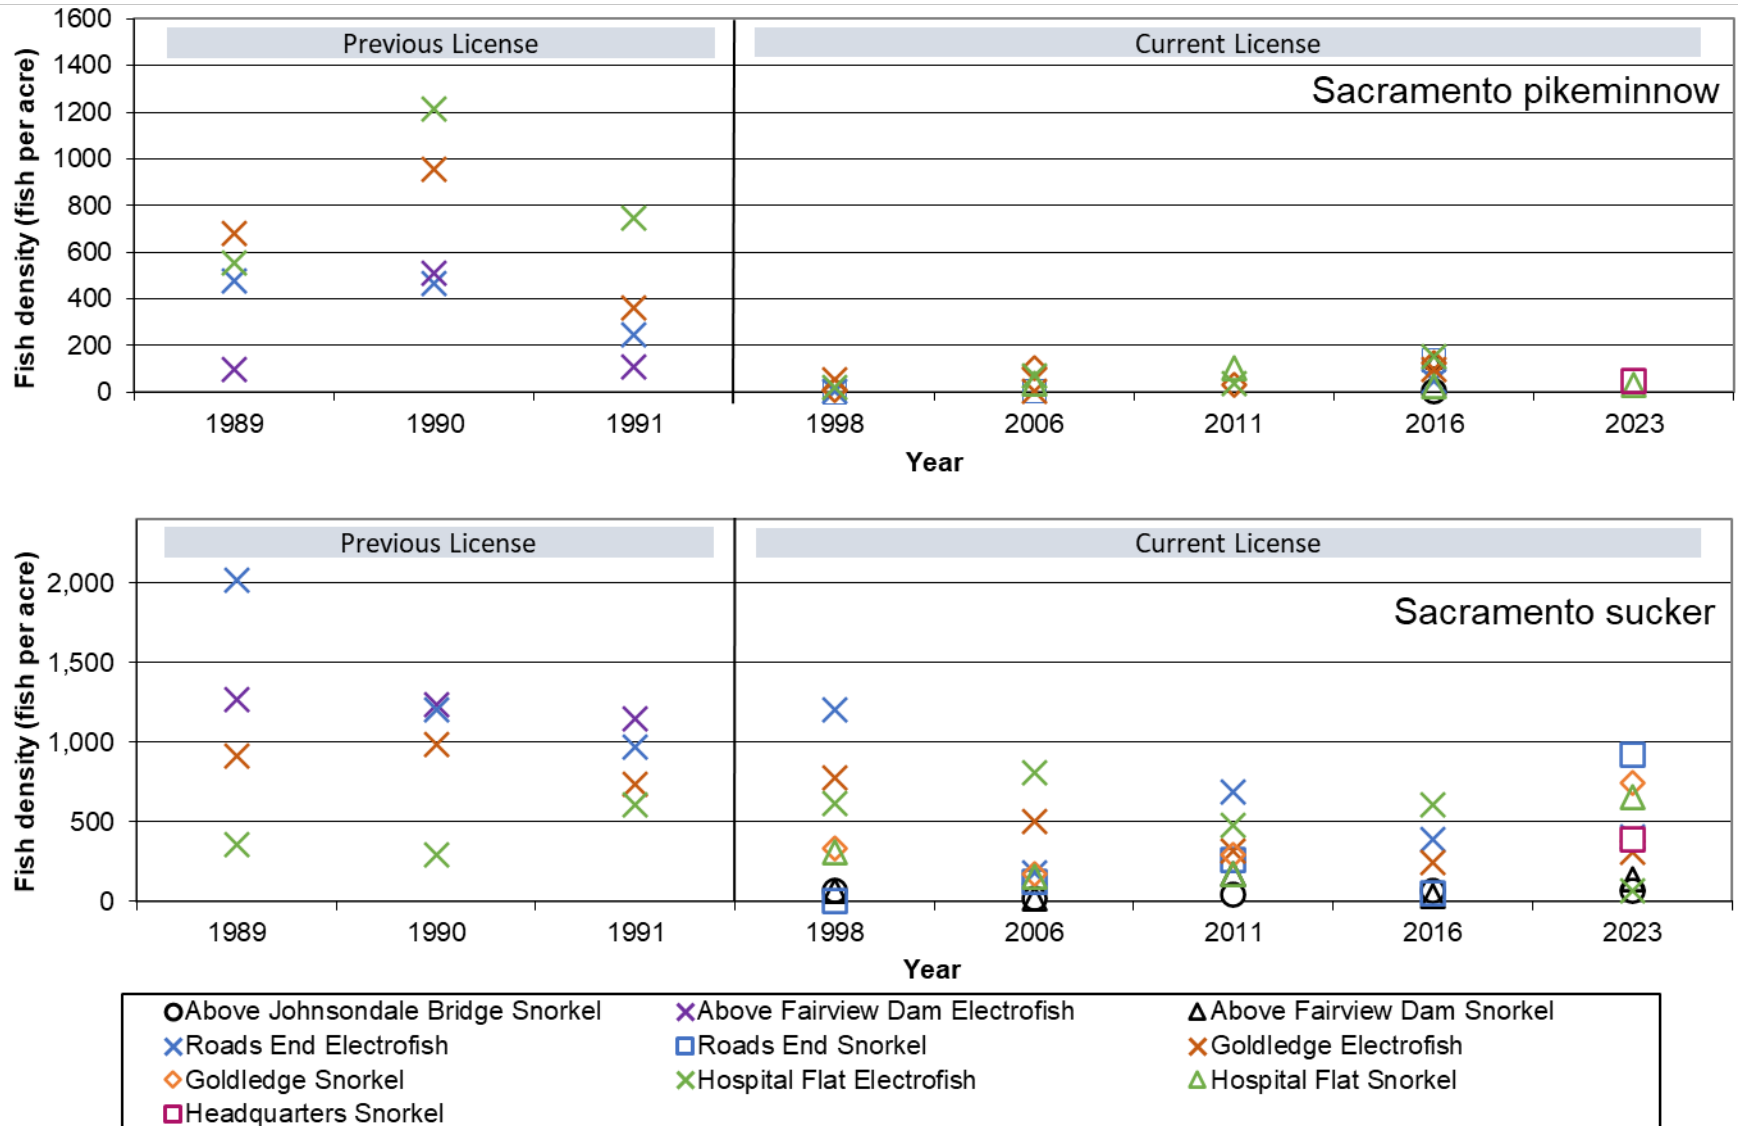 1600
Previous License
Current License
1400
Sacramento pikeminnow
1200
1000
800
600
400
200
0
Fish density (fish per acre)
1989 1990 1991 1998 2006 2011 2016 2023
Year
Previous License
Current License
2,000
Sacramento sucker
1,500
1,000
500
0
Fish density (fish per acre)
1989 1990 1991 1998 2006 2011 2016 2023
Year
Above Johnsondale Bridge Snorkel Above Fairview Dam Electrofish Above Fairview Dam Snorkel
Roads End Electrofish Roads End Snorkel Goldledge Electrofish
Goldledge Snorkel Hospital Flat Electrofish Hospital Flat Snorkel
Headquarters Snorkel